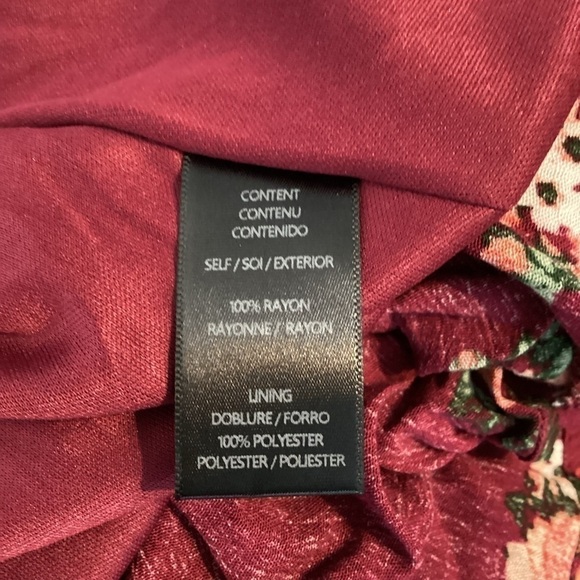 CONTENT
CONTENU
CONTENIDO
SELF / SOI / EXTERIOR
100% RAYON
RAYONNE / RAYON
LINING
DOBLURE / FORRO
100% POLYESTER
POLYESTER / POLIESTER